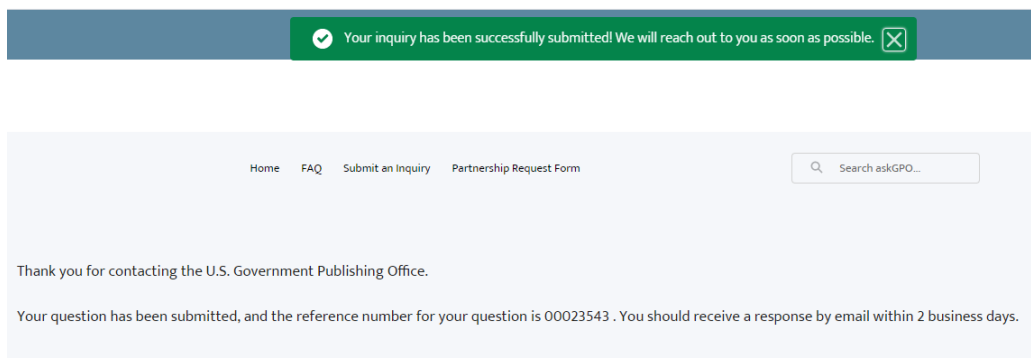 Your inquiry has been successfully submitted! We will reach out to you as soon as possible.
Home FAQ Submit an Inquiry Partnership Request Form Search askGPO...
Thank you for contacting the U.S. Government Publishing Office.
Your question has been submitted, and the reference number for your question is 00023543 . You should receive a response by email within 2 business days.